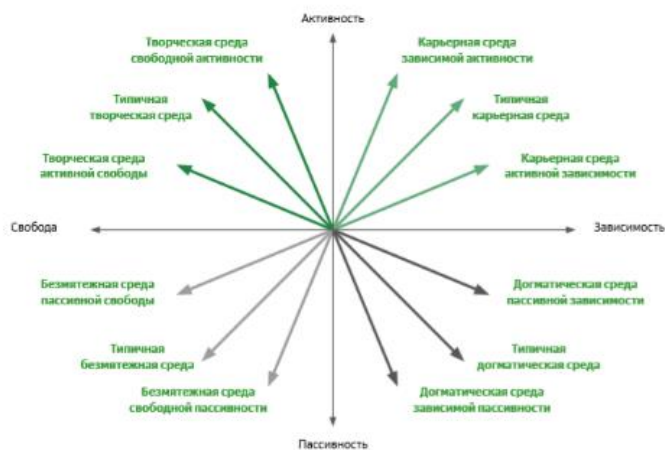 Активность
Творческая среда
свободной активности
Карьерная среда
зависимой активности
Типичная
творческая среда
Типичная
карьерная среда
Творческая среда
активной свободы
Карьерная среда
активной зависимости
Свобода
Зависимость
Безмятежная среда
пассивной свободы
Догматическая среда
пассивной зависимости
Типичная
безмятежная среда
Типичная
догматическая среда
Безмятежная среда
свободной пассивности
Догматическая среда
зависимой пассивности
Пассивность